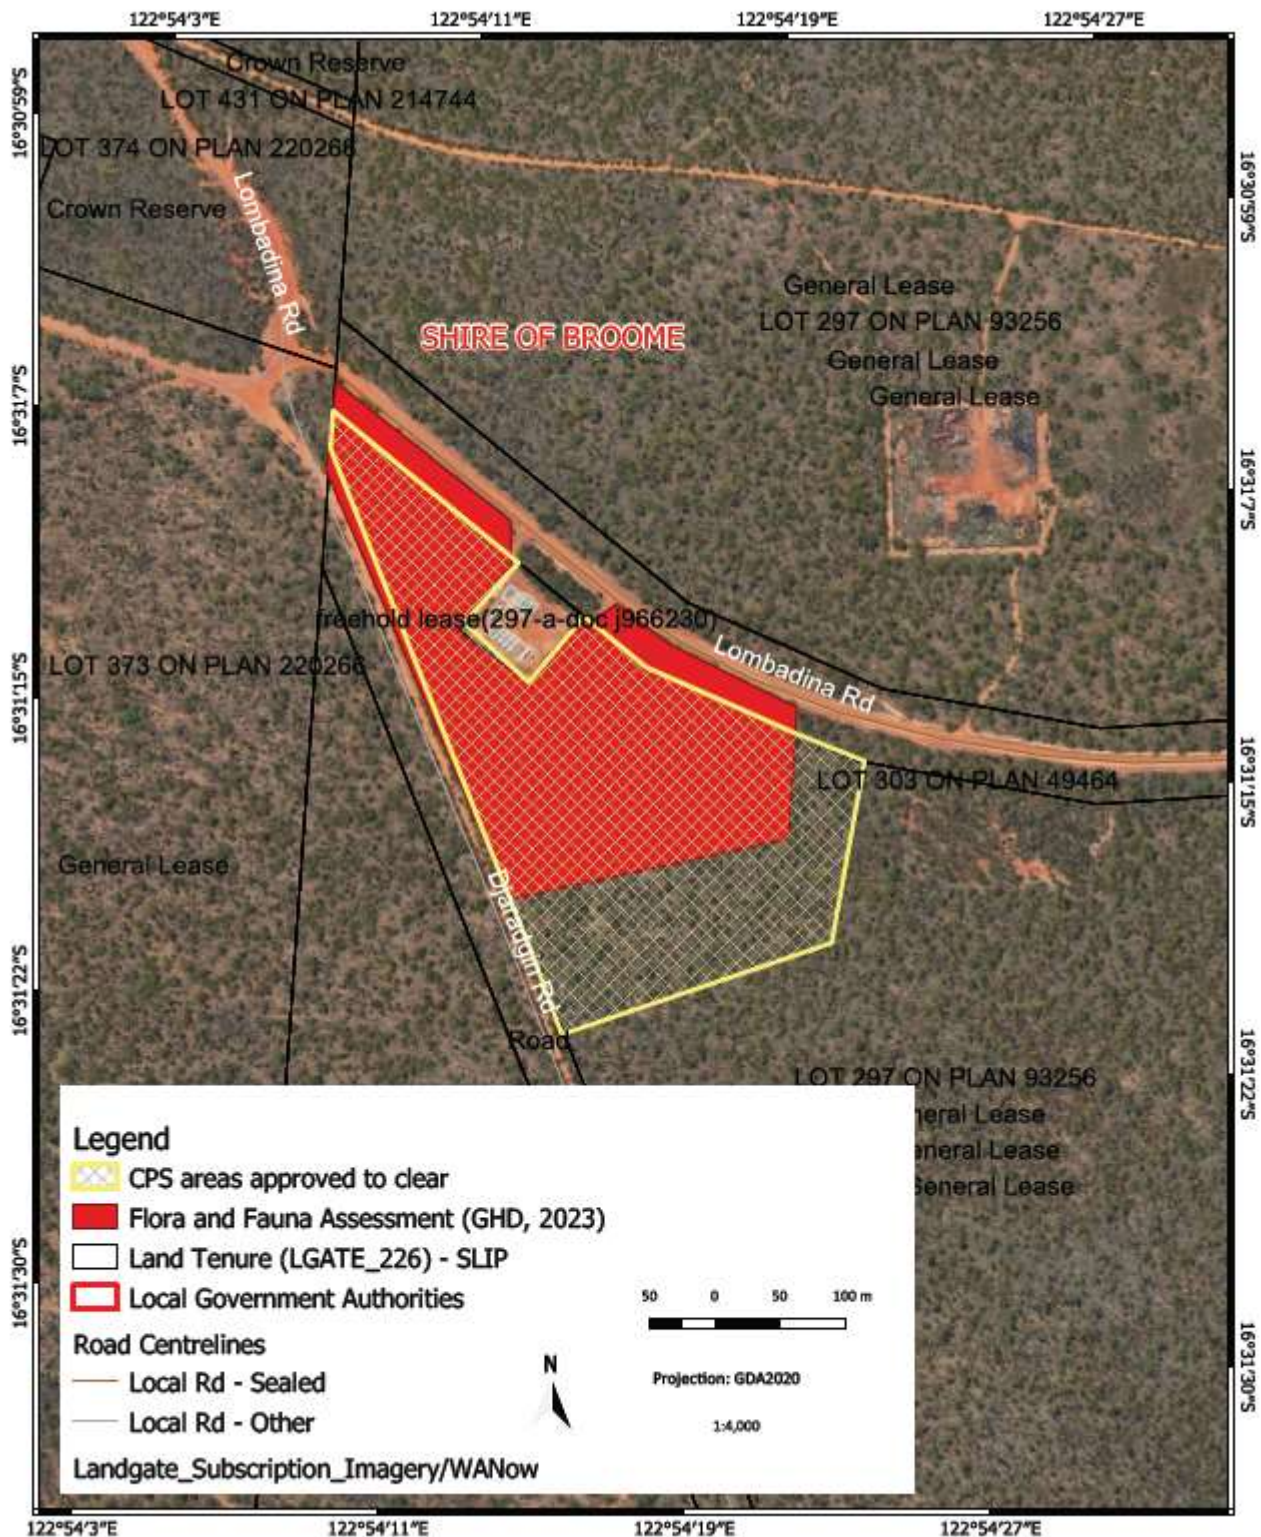 122°54'3"E 122°54'11"E 122°54'19"E 122°54'27"E
16°30'59"S
16°31'7"S
16°31'15"S
16°31'22"S
16°31'30"S
Crown Reserve
LOT 431 ON PLAN 214744
LOT 374 ON PLAN 220266
Crown Reserve
Lombadina Rd
General Lease
LOT 297 ON PLAN 93256
SHIRE OF BROOME
General Lease
General Lease
freehold lease(297-a-doc j966230)
LOT 373 ON PLAN 220266
Lombadina Rd
LOT 303 ON PLAN 49464
General Lease
Djaradgin Rd
Road
LOT 297 ON PLAN 93256
neral Lease
eneral Lease
General Lease
16°30'59"S
16°31'7"S
16°31'15"S
16°31'22"S
16°31'30"S
Legend
CPS areas approved to clear
Flora and Fauna Assessment (GHD, 2023)
Land Tenure (LGATE_226) - SLIP
Local Government Authorities
Road Centrelines
Local Rd - Sealed
Local Rd - Other
Landgate_Subscription_Imagery/WANow
50 0 50 100 m
N
Projection: GDA2020
1:4,000
122°54'3"E 122°54'11"E 122°54'19"E 122°54'27"E